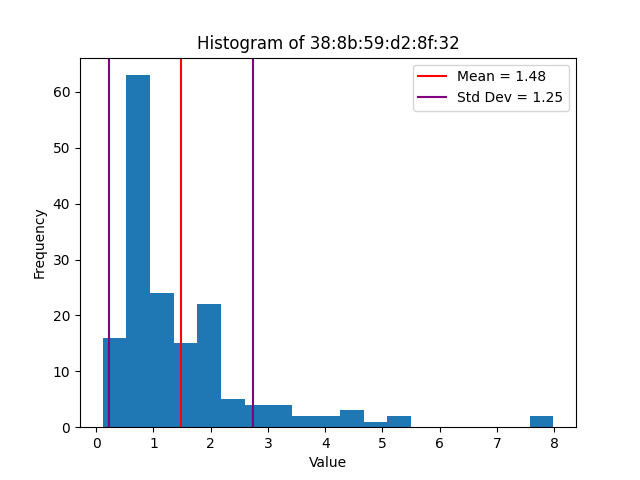 Histogram of 38:8b:59:d2:8f:32
Mean = 1.48
Std Dev = 1.25
Frequency
60
50
40
30
20
10
0
0 1 2 3 4 5 6 7 8
Value